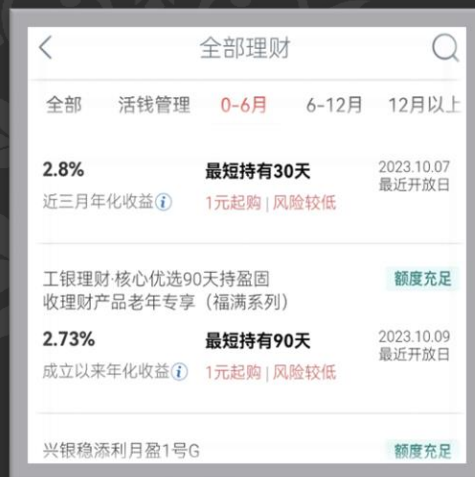 全部理财
全部 活钱管理 0-6月 6-12月 12月以上
2.8% 最短持有30天 2023.10.07
近三月年化收益 1元起购 | 风险较低 最近开放日
工银理财·核心优选90天持盈固 额度充足
收理财产品老年专享（福满系列）
2.73% 最短持有90天 2023.10.09
成立以来年化收益 1元起购 | 风险较低 最近开放日
兴银稳添利月盈1号G 额度充足